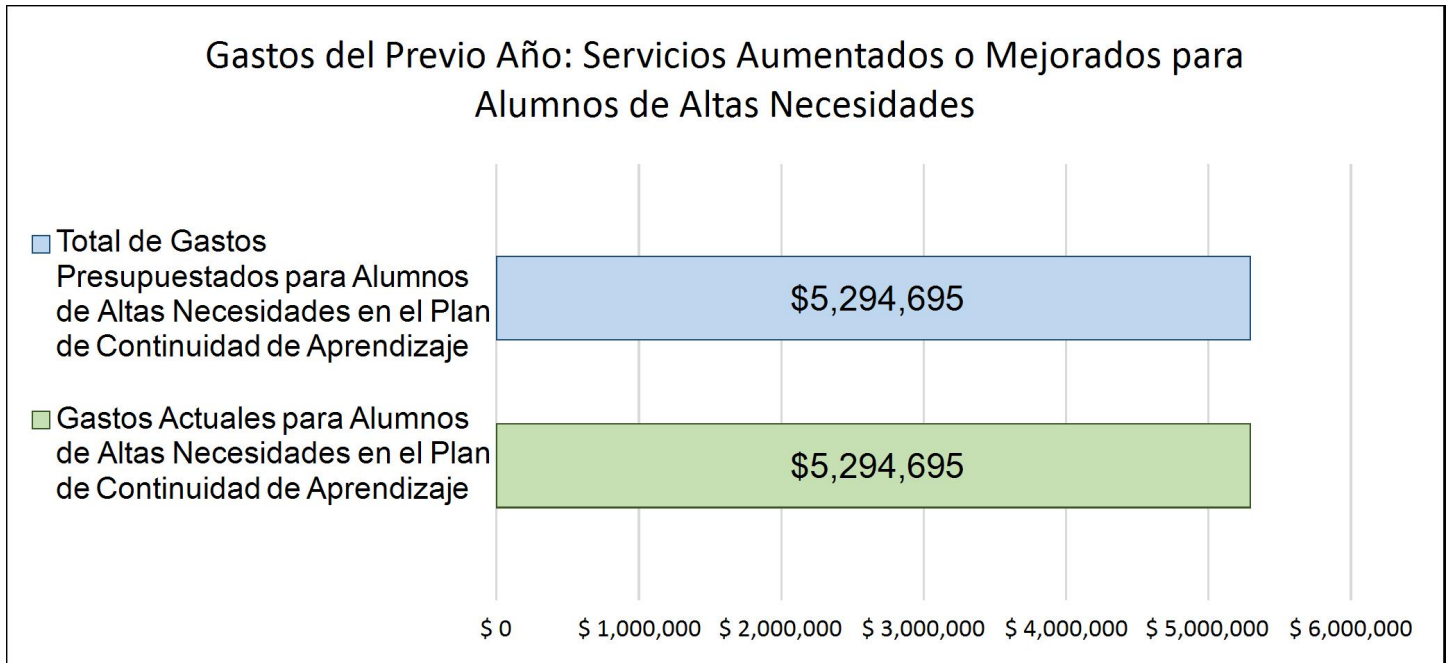 Gastos del Previo Año: Servicios Aumentados o Mejorados para
Alumnos de Altas Necesidades
Total de Gastos
Presupuestados para Alumnos
de Altas Necesidades en el Plan
de Continuidad de Aprendizaje
$5,294,695
Gastos Actuales para Alumnos
de Altas Necesidades en el Plan
de Continuidad de Aprendizaje
$5,294,695
$ 0 $ 1,000,000 $ 2,000,000 $ 3,000,000 $ 4,000,000 $ 5,000,000 $ 6,000,000